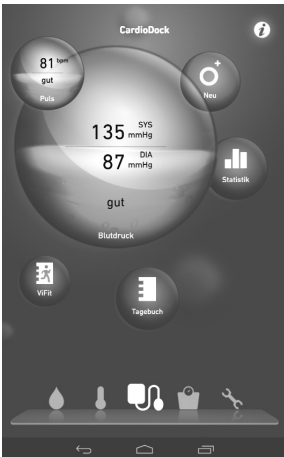 CardioDock
i
81 bpm
gut
Puls
Neu
135 SYS mmHg
87 DIA mmHg
gut
Blutdruck
Statistik
ViFit
Tagebuch